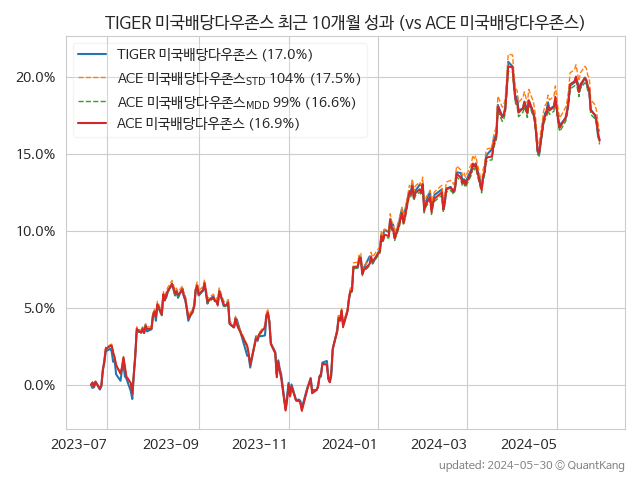 TIGER 미국배당다우존스 최근 10개월 성과 (vs ACE 미국배당다우존스)
TIGER 미국배당다우존스 (17.0%)
ACE 미국배당다우존스STD 104% (17.5%)
ACE 미국배당다우존스MDD 99% (16.6%)
ACE 미국배당다우존스 (16.9%)
20.0%
15.0%
10.0%
5.0%
0.0%
2023-07 2023-09 2023-11 2024-01 2024-03 2024-05
updated: 2024-05-30 © QuantKang